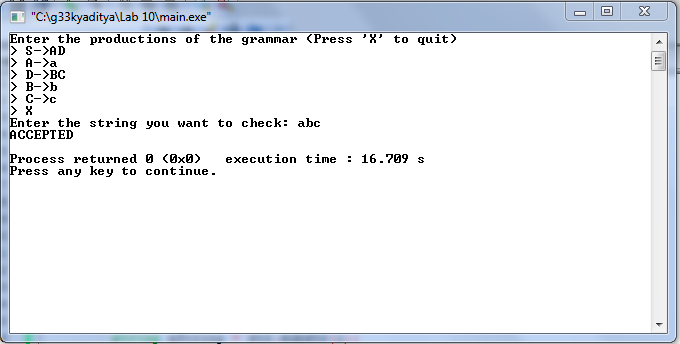 "C:\g33kyaditya\Lab 10\main.exe"
Enter the productions of the grammar (Press 'X' to quit)
> S->AD
> A->a
> D->BC
> B->b
> C->c
> X
Enter the string you want to check: abc
ACCEPTED
Process returned 0 (0x0)   execution time : 16.709 s
Press any key to continue.